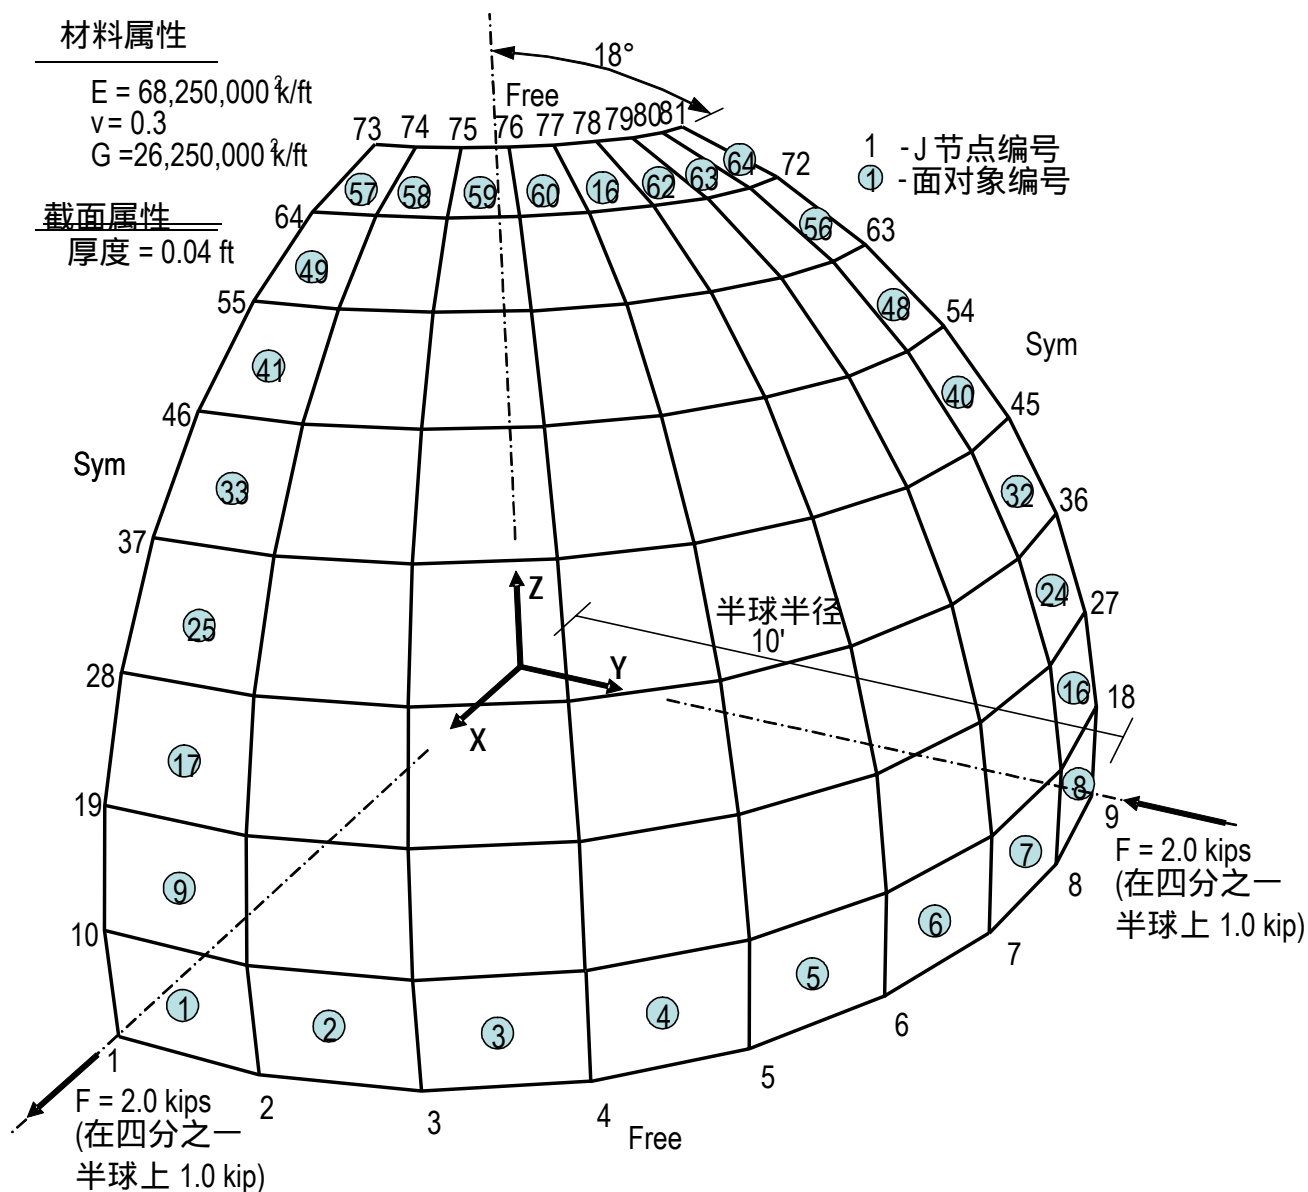 材料属性
E = 68,250,000 k/ft²
ν = 0.3
G =26,250,000 k/ft²
截面属性
厚度 = 0.04 ft
18°
Free
1 - J 节点编号
① - 面对象编号
73 74 75 76 77 78 79 80 81
57 58 59 60 16 62 63 64 72
64
56 63
49
55
48 54
Sym
41
40 45
46
Sym
33
32 36
37
24 27
Z
半球半径
10'
25
Y
28
16 18
X
17
8
19
9
F = 2.0 kips
(在四分之一
半球上 1.0 kip)
7
8
9
6
10
7
5
1 2 3 4
6
1
5
F = 2.0 kips
(在四分之一
半球上 1.0 kip)
2
3
4
Free